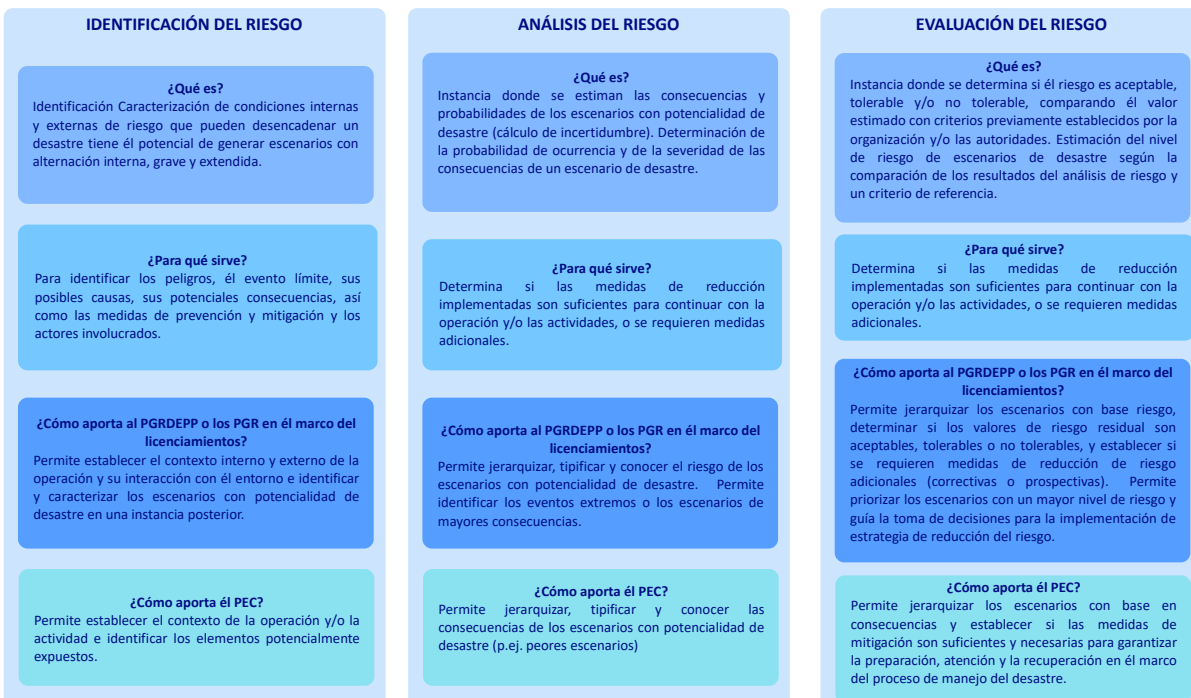 IDENTIFICACIÓN DEL RIESGO
¿Qué es?
Identificación Caracterización de condiciones internas
y externas de riesgo que pueden desencadenar un
desastre tiene él potencial de generar escenarios con
alternación interna, grave y extendida.
¿Para qué sirve?
Para identificar los peligros, él evento límite, sus
posibles causas, sus potenciales consecuencias, así
como las medidas de prevención y mitigación y los
actores involucrados.
¿Cómo aporta al PGRDEPP o los PGR en él marco del
licenciamientos?
Permite establecer el contexto interno y externo de la
operación y su interacción con él entorno e identificar
y caracterizar los escenarios con potencialidad de
desastre en una instancia posterior.
¿Cómo aporta él PEC?
Permite establecer el contexto de la operación y/o la
actividad e identificar los elementos potencialmente
expuestos.
ANÁLISIS DEL RIESGO
¿Qué es?
Instancia donde se estiman las consecuencias y
probabilidades de los escenarios con potencialidad de
desastre (cálculo de incertidumbre). Determinación de
la probabilidad de ocurrencia y de la severidad de las
consecuencias de un escenario de desastre.
¿Para qué sirve?
Determina si las medidas de reducción
implementadas son suficientes para continuar con la
operación y/o las actividades, o se requieren medidas
adicionales.
¿Cómo aporta al PGRDEPP o los PGR en él marco del
licenciamientos?
Permite jerarquizar, tipificar y conocer el riesgo de los
escenarios con potencialidad de desastre. Permite
identificar los eventos extremos o los escenarios de
mayores consecuencias.
¿Cómo aporta él PEC?
Permite jerarquizar, tipificar y conocer las
consecuencias de los escenarios con potencialidad de
desastre (p.ej. peores escenarios)
EVALUACIÓN DEL RIESGO
¿Qué es?
Instancia donde se determina si él riesgo es aceptable,
tolerable y/o no tolerable, comparando él valor
estimado con criterios previamente establecidos por la
organización y/o las autoridades. Estimación del nivel
de riesgo de escenarios de desastre según la
comparación de los resultados del análisis de riesgo y
un criterio de referencia.
¿Para qué sirve?
Determina si las medidas de reducción
implementadas son suficientes para continuar con la
operación y/o las actividades, o se requieren medidas
adicionales.
¿Cómo aporta al PGRDEPP o los PGR en él marco del
licenciamientos?
Permite jerarquizar los escenarios con base riesgo,
determinar si los valores de riesgo residual son
aceptables, tolerables o no tolerables, y establecer si
se requieren medidas de reducción de riesgo
adicionales (correctivas o prospectivas). Permite
priorizar los escenarios con un mayor nivel de riesgo y
guía la toma de decisiones para la implementación de
estrategia de reducción del riesgo.
¿Cómo aporta él PEC?
Permite jerarquizar los escenarios con base en
consecuencias y establecer si las medidas de
mitigación son suficientes y necesarias para garantizar
la preparación, atención y la recuperación en él marco
del proceso de manejo del desastre.